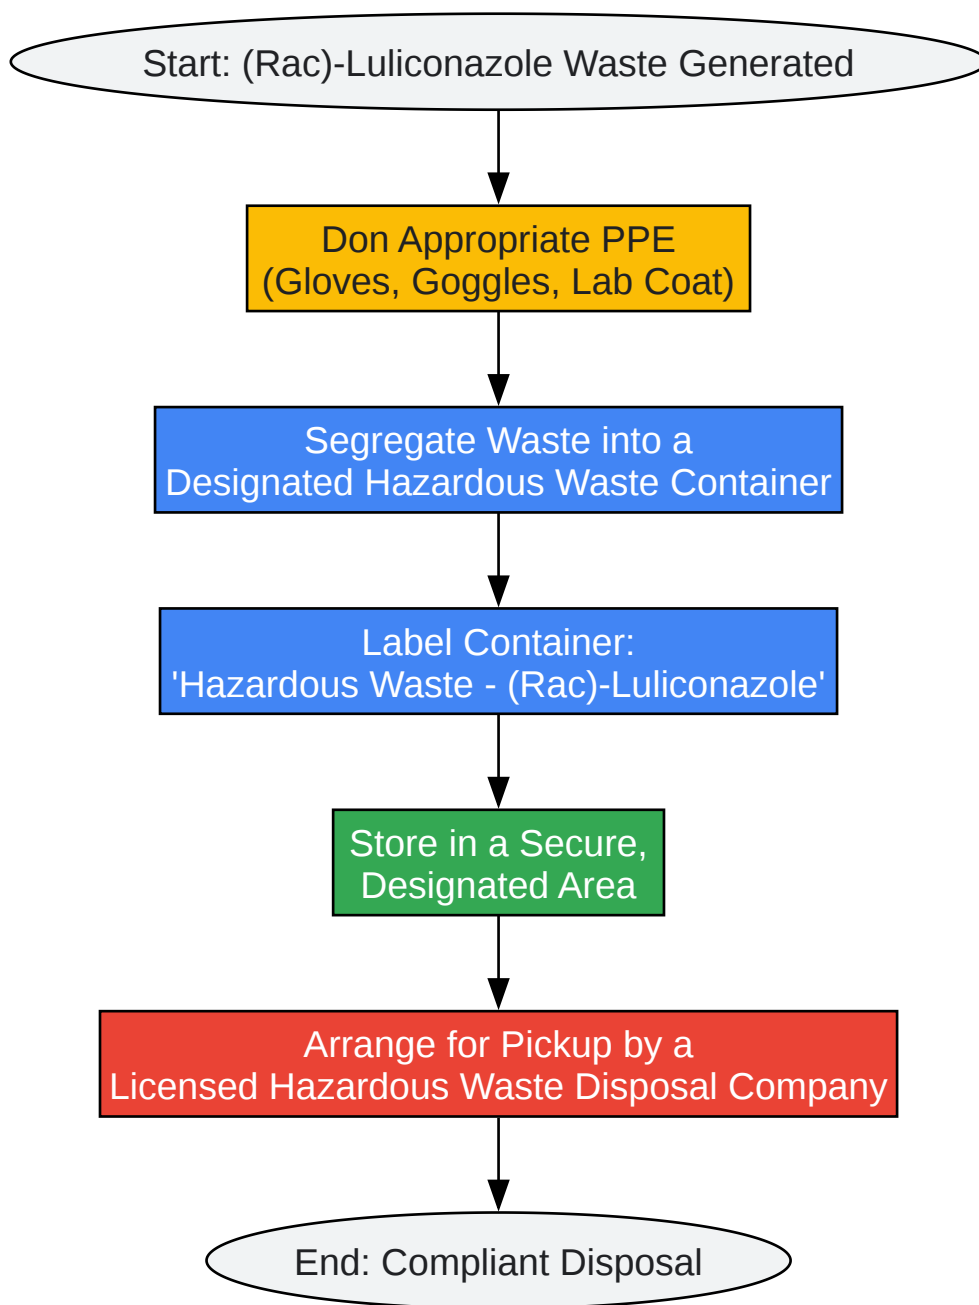 Start: (Rac)-Luliconazole Waste Generated
Don Appropriate PPE
(Gloves, Goggles, Lab Coat)
Segregate Waste into a
Designated Hazardous Waste Container
Label Container:
'Hazardous Waste - (Rac)-Luliconazole'
Store in a Secure,
Designated Area
Arrange for Pickup by a
Licensed Hazardous Waste Disposal Company
End: Compliant Disposal